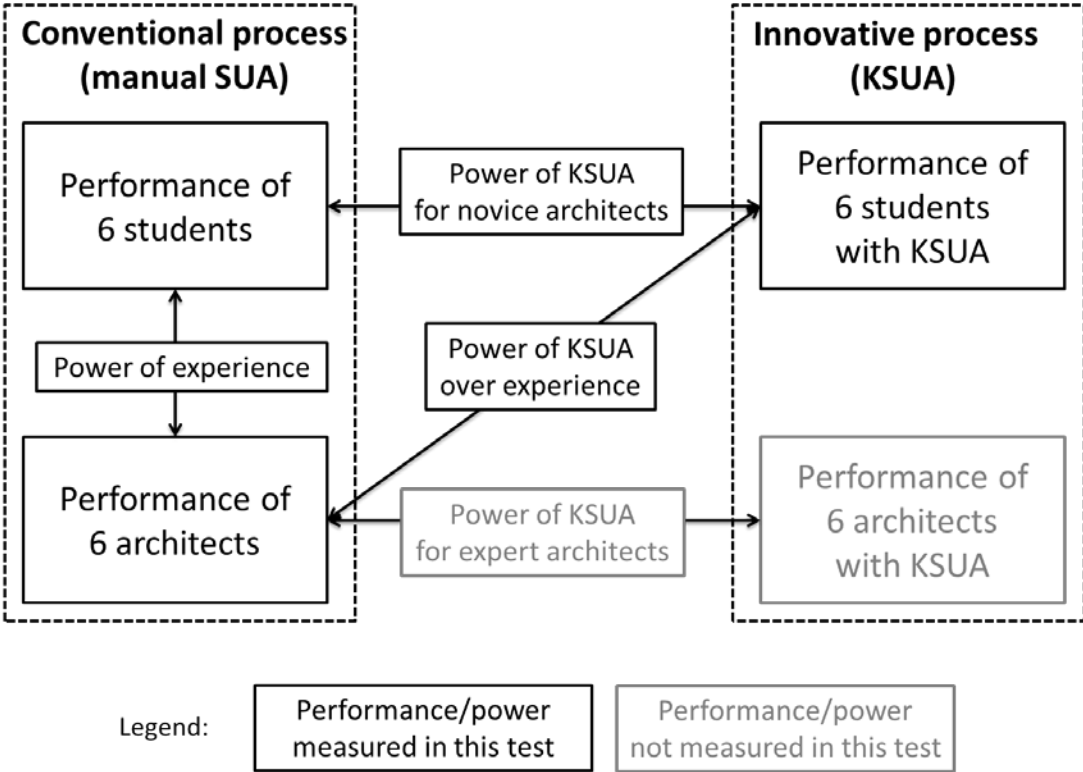 Conventional process
(manual SUA)
Innovative process
(KSUA)
Performance of
6 students
Power of KSUA
for novice architects
Performance of
6 students
with KSUA
Power of experience
Power of KSUA
over experience
Performance of
6 architects
Power of KSUA
for expert architects
Performance of
6 architects
with KSUA
Legend:
Performance/power
measured in this test
Performance/power
not measured in this test